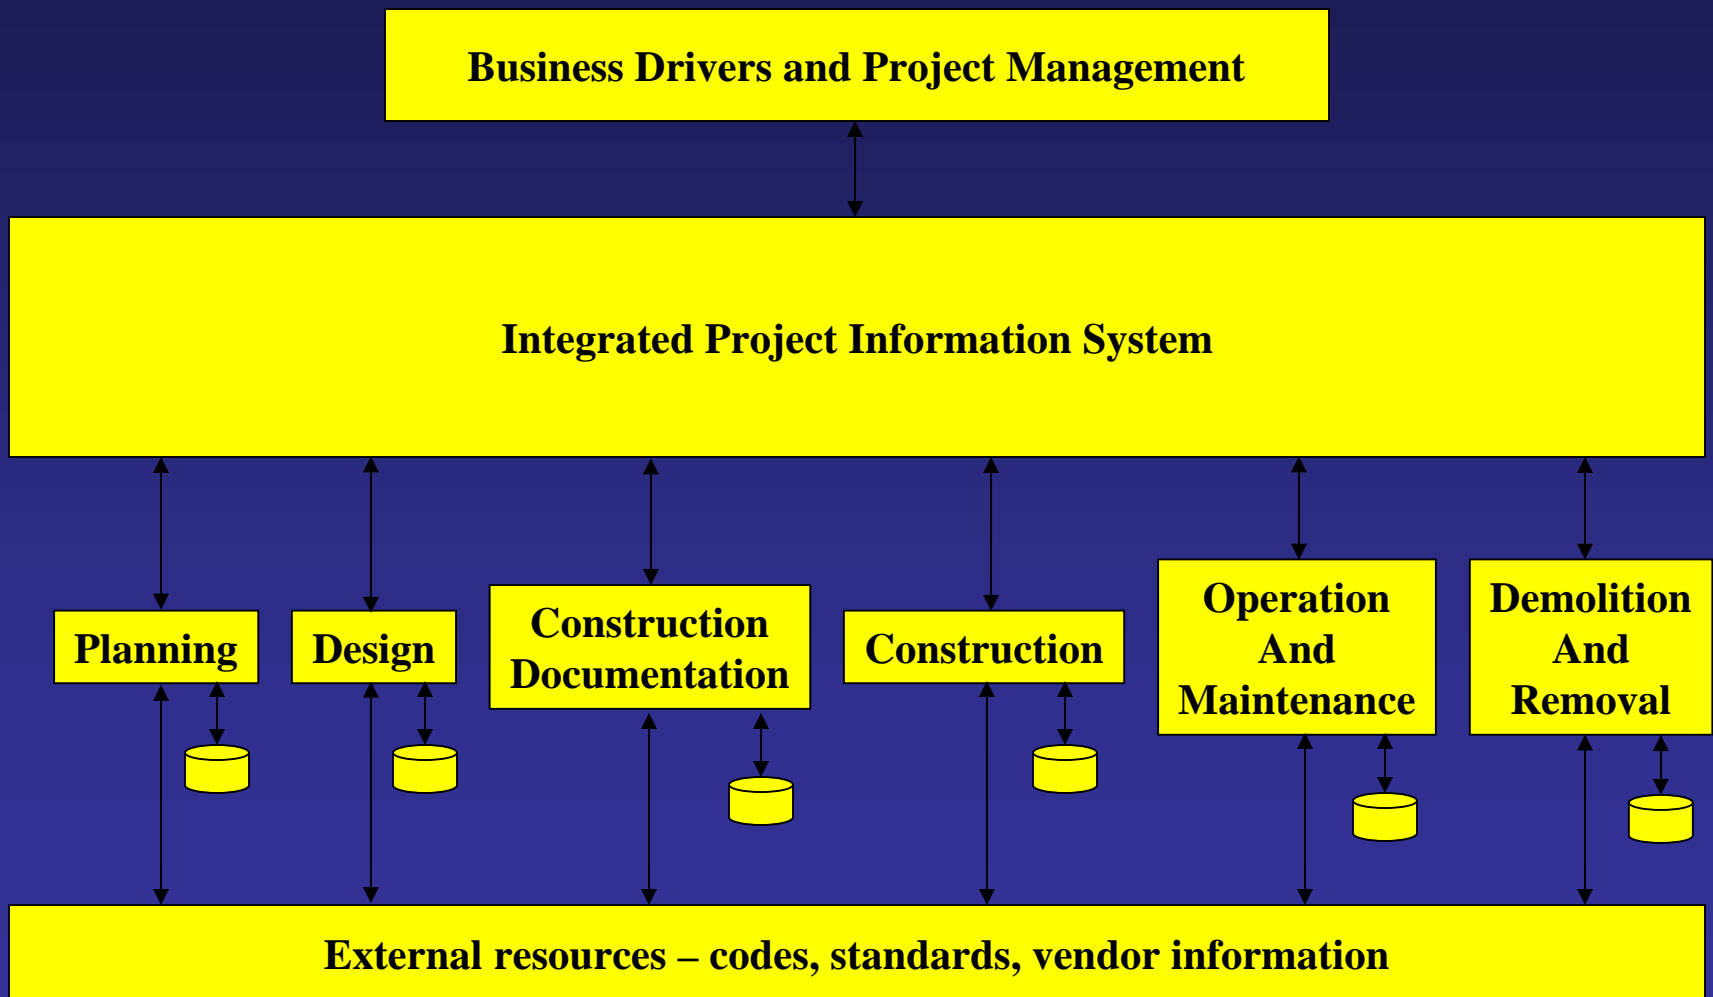 Business Drivers and Project Management
Integrated Project Information System
Planning
Design
Construction
Documentation
Construction
Operation
And
Maintenance
Demolition
And
Removal
External resources – codes, standards, vendor information